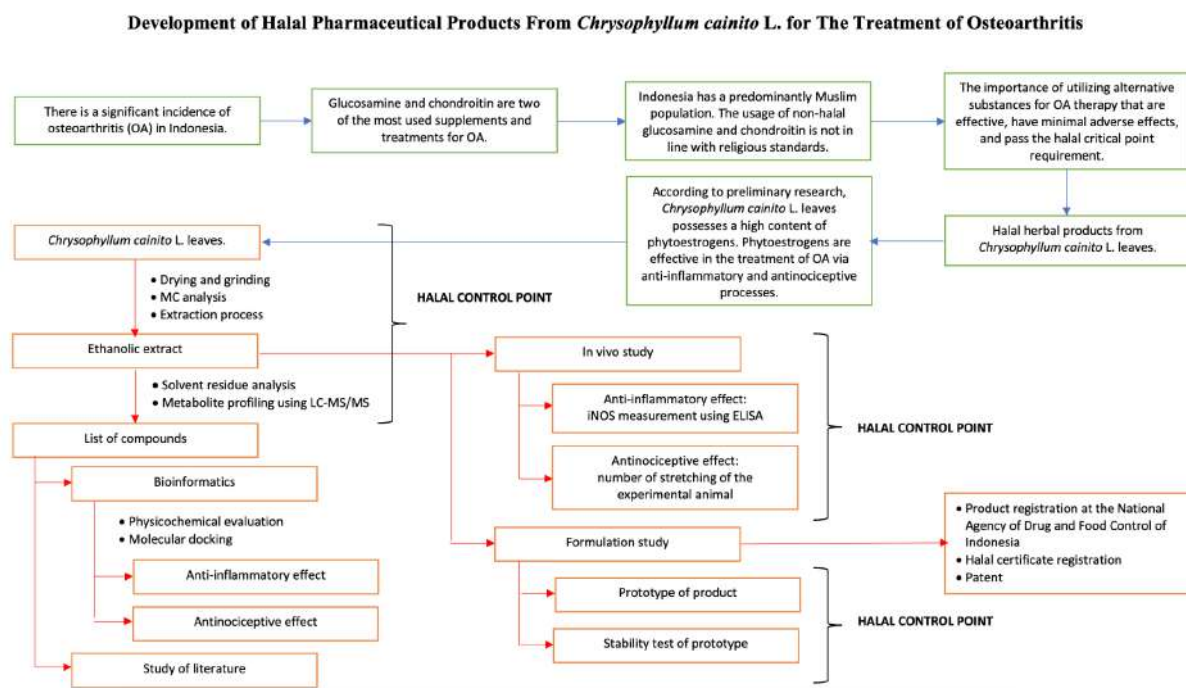 Development of Halal Pharmaceutical Products From Chrysophyllum cainito L. for The Treatment of Osteoarthritis
There is a significant incidence of
osteoarthritis (OA) in Indonesia.
Glucosamine and chondroitin are two
of the most used supplements and
treatments for OA.
Indonesia has a predominantly Muslim
population. The usage of non-halal
glucosamine and chondroitin is not in
line with religious standards.
The importance of utilizing alternative
substances for OA therapy that are
effective, have minimal adverse effects,
and pass the halal critical point
requirement.
Halal herbal products from
Chrysophyllum cainito L. leaves.
According to preliminary research,
Chrysophyllum cainito L. leaves
possesses a high content of
phytoestrogens. Phytoestrogens are
effective in the treatment of OA via
anti-inflammatory and antinociceptive
processes.
Chrysophyllum cainito L. leaves.
• Drying and grinding
• MC analysis
• Extraction process
HALAL CONTROL POINT
Ethanolic extract
• Solvent residue analysis
• Metabolite profiling using LC-MS/MS
List of compounds
Bioinformatics
• Physicochemical evaluation
• Molecular docking
Anti-inflammatory effect
Antinociceptive effect
Study of literature
In vivo study
Anti-inflammatory effect:
iNOS measurement using ELISA
Antinociceptive effect:
number of stretching of the
experimental animal
HALAL CONTROL POINT
Formulation study
Prototype of product
Stability test of prototype
HALAL CONTROL POINT
• Product registration at the National
Agency of Drug and Food Control of
Indonesia
• Halal certificate registration
• Patent